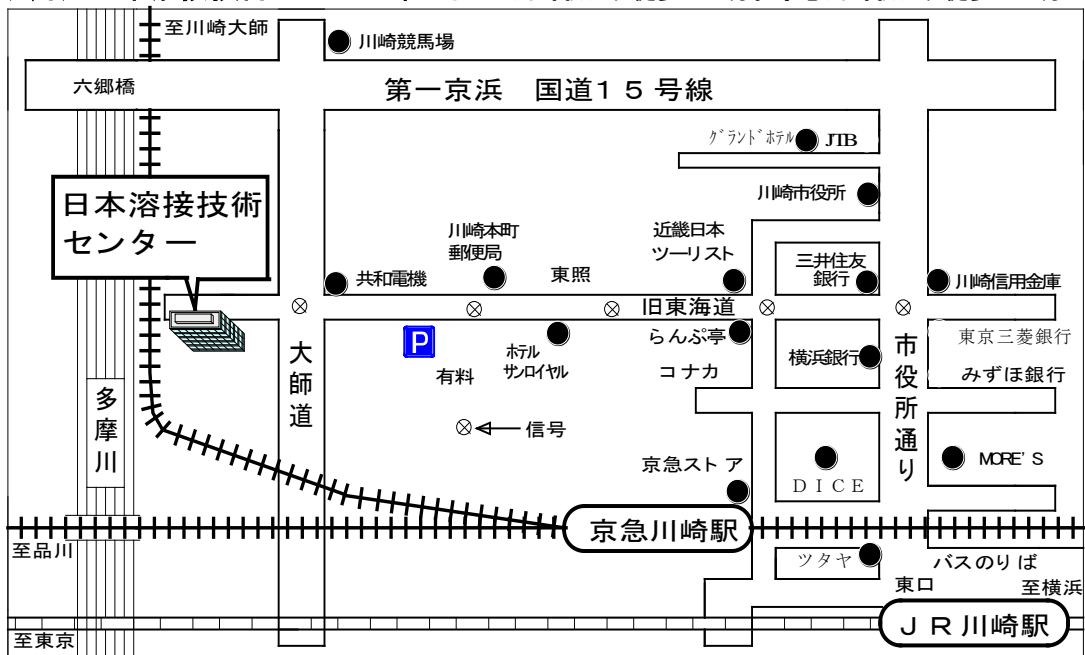 至川崎大師
川崎競馬場
六郷橋
第一京浜 国道15号線
グランドホテル JTB
川崎市役所
日本溶接技術
センター
川崎本町
郵便局
近畿日本
ツーリスト
三井住友
銀行
共和電機
東照
川崎信用金庫
旧東海道
P
有料
ホテル
サンロイヤル
らんぷ亭
コナカ
横浜銀行
東京三菱銀行
みずほ銀行
大師道
市役所通り
多摩川
信号
京急ストア
DICE
MORE'S
京急川崎駅
至品川
ツタヤ
バスのりば
東口
至横浜
JR川崎駅
至東京